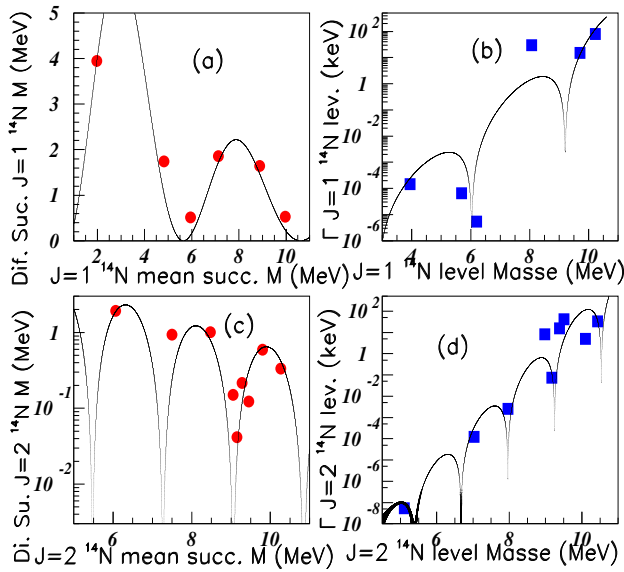 Dif. Suc. J=1 ¹⁴N M (MeV)
5
4
3
2
1
0
(a)
2 4 6 8 10
J=1 ¹⁴N mean succ. M (MeV)
Γ J=1 ¹⁴N lev. (keV)
10²
1
10⁻²
10⁻⁴
10⁻⁶
(b)
4 6 8 10
J=1 ¹⁴N level Masse (MeV)
Di. Su. J=2 ¹⁴N M (MeV)
1
10⁻¹
10⁻²
(c)
6 8 10
J=2 ¹⁴N mean succ. M (MeV)
Γ J=2 ¹⁴N lev. (keV)
10²
1
10⁻²
10⁻⁴
10⁻⁶
10⁻⁸
(d)
4 6 8 10
J=2 ¹⁴N level Masse (MeV)